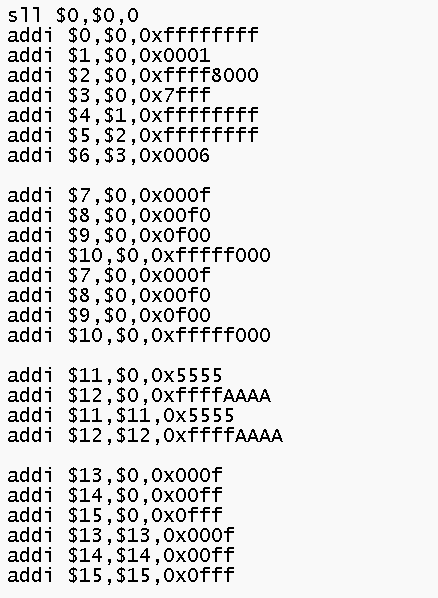 sll $0,$0,0
addi $0,$0,0xffffffff
addi $1,$0,0x0001
addi $2,$0,0xffff8000
addi $3,$0,0x7fff
addi $4,$1,0xffffffff
addi $5,$2,0xffffffff
addi $6,$3,0x0006
addi $7,$0,0x000f
addi $8,$0,0x00f0
addi $9,$0,0x0f00
addi $10,$0,0xfffff000
addi $7,$0,0x000f
addi $8,$0,0x00f0
addi $9,$0,0x0f00
addi $10,$0,0xfffff000
addi $11,$0,0x5555
addi $12,$0,0xffffAAAA
addi $11,$11,0x5555
addi $12,$12,0xffffAAAA
addi $13,$0,0x000f
addi $14,$0,0x00ff
addi $15,$0,0x0fff
addi $13,$13,0x000f
addi $14,$14,0x00ff
addi $15,$15,0x0fff